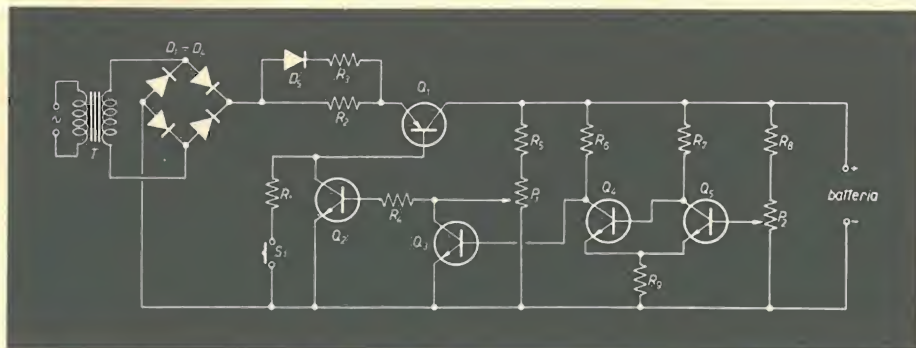 D₁ ÷ D₄
D₅
R₃
R₂
Q₁
T
R₁
S₁
Q₂
R₄
Q₃
R₅
P₁
R₆
Q₄
R₇
Q₅
R₉
R₈
P₂
+
batteria
-
~